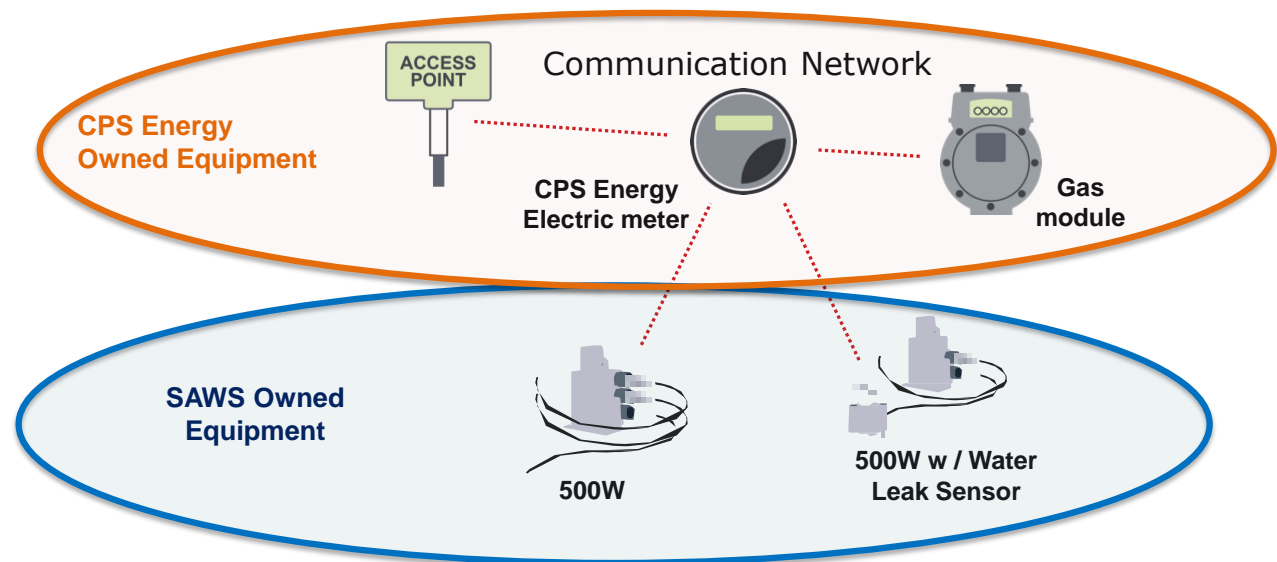 ACCESS
POINT
Communication Network
CPS Energy
Owned Equipment
CPS Energy
Electric meter
Gas
module
SAWS Owned
Equipment
500W
500W w / Water
Leak Sensor